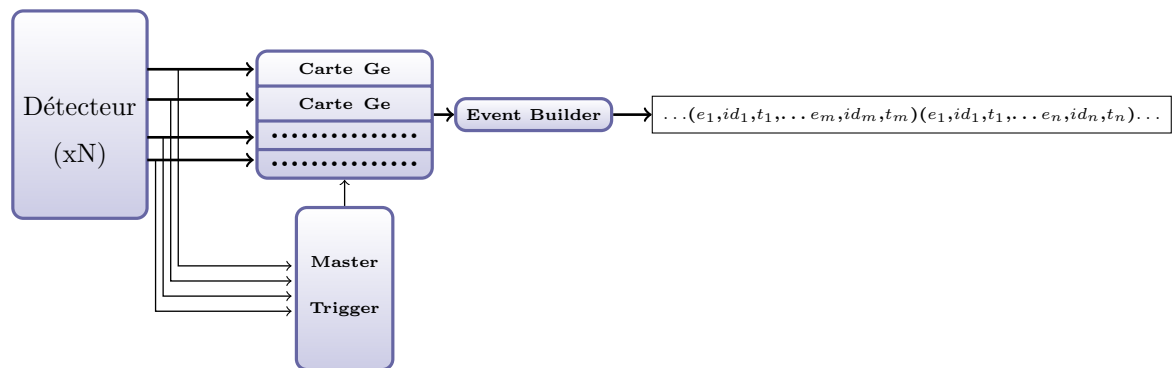 Détecteur
(xN)
Carte Ge
Carte Ge
...............
...............
Event Builder
...(e₁,id₁,t₁,...eₘ,idₘ,tₘ)(e₁,id₁,t₁,...eₙ,idₙ,tₙ)...
Master
Trigger